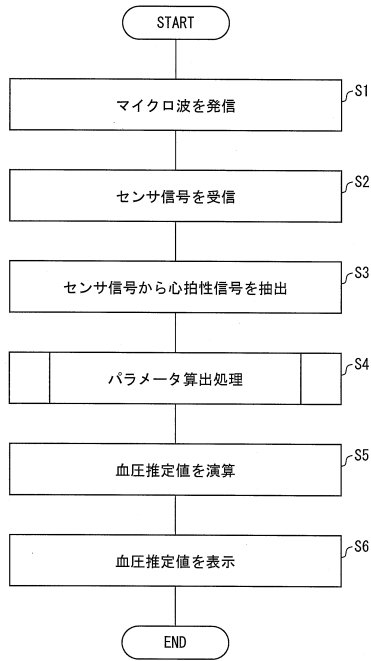 START
マイクロ波を発信
S1
センサ信号を受信
S2
センサ信号から心拍性信号を抽出
S3
パラメータ算出処理
S4
血圧推定値を演算
S5
血圧推定値を表示
S6
END